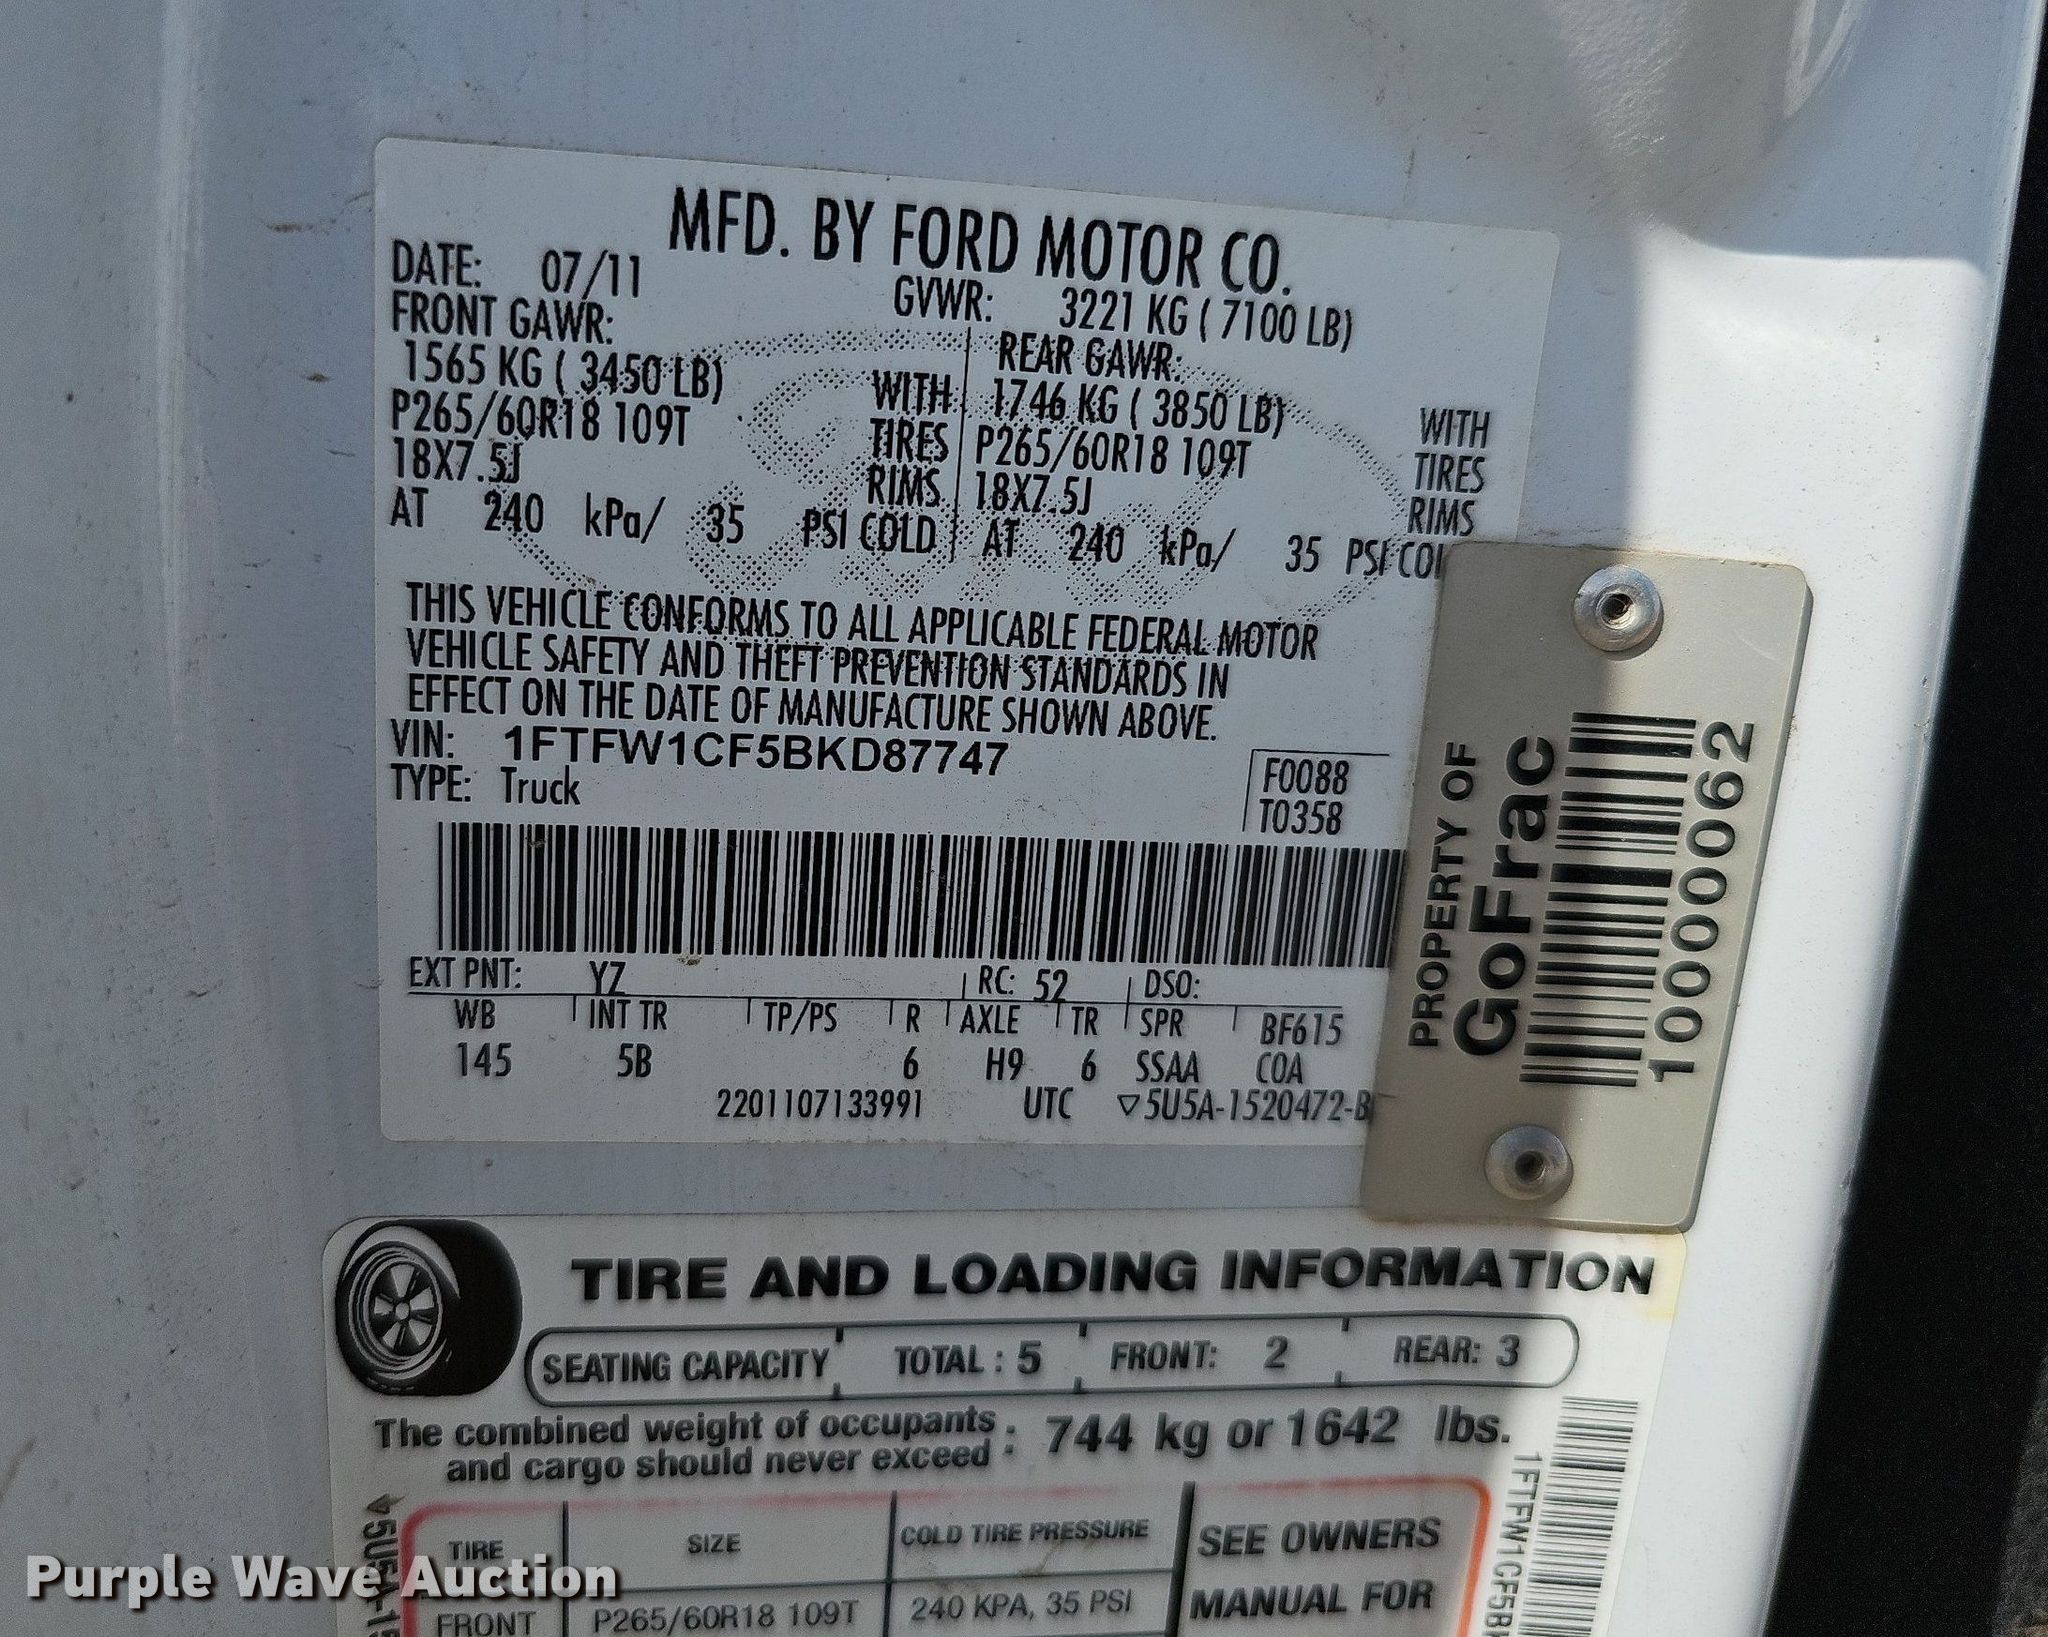 MFD. BY FORD MOTOR CO.
DATE: 07/11
GVWR: 3221 KG ( 7100 LB)
FRONT GAWR:
1565 KG ( 3450 LB) WITH
P265/60R18 109T TIRES
18X7.5J RIMS
AT 240 kPa/ 35 PSI COLD
REAR GAWR:
1746 KG ( 3850 LB) WITH
P265/60R18 109T TIRES
18X7.5J RIMS
AT 240 kPa/ 35 PSI COL
THIS VEHICLE CONFORMS TO ALL APPLICABLE FEDERAL MOTOR
VEHICLE SAFETY AND THEFT PREVENTION STANDARDS IN
EFFECT ON THE DATE OF MANUFACTURE SHOWN ABOVE.
VIN: 1FTFW1CF5BKD87747
TYPE: Truck
F0088
T0358
EXT PNT: YZ RC: 52 DSO:
WB INT TR TP/PS R AXLE TR SPR BF615
145 5B 6 H9 6 SSAA COA
2201107133991 UTC ▽5U5A-1520472-B
PROPERTY OF
GoFrac
10000062
TIRE AND LOADING INFORMATION
SEATING CAPACITY TOTAL : 5 FRONT: 2 REAR: 3
The combined weight of occupants
and cargo should never exceed : 744 kg or 1642 lbs.
TIRE SIZE COLD TIRE PRESSURE SEE OWNERS
FRONT P265/60R18 109T 240 KPA, 35 PSI MANUAL FOR
1FTFW1CF5B
Purple Wave Auction